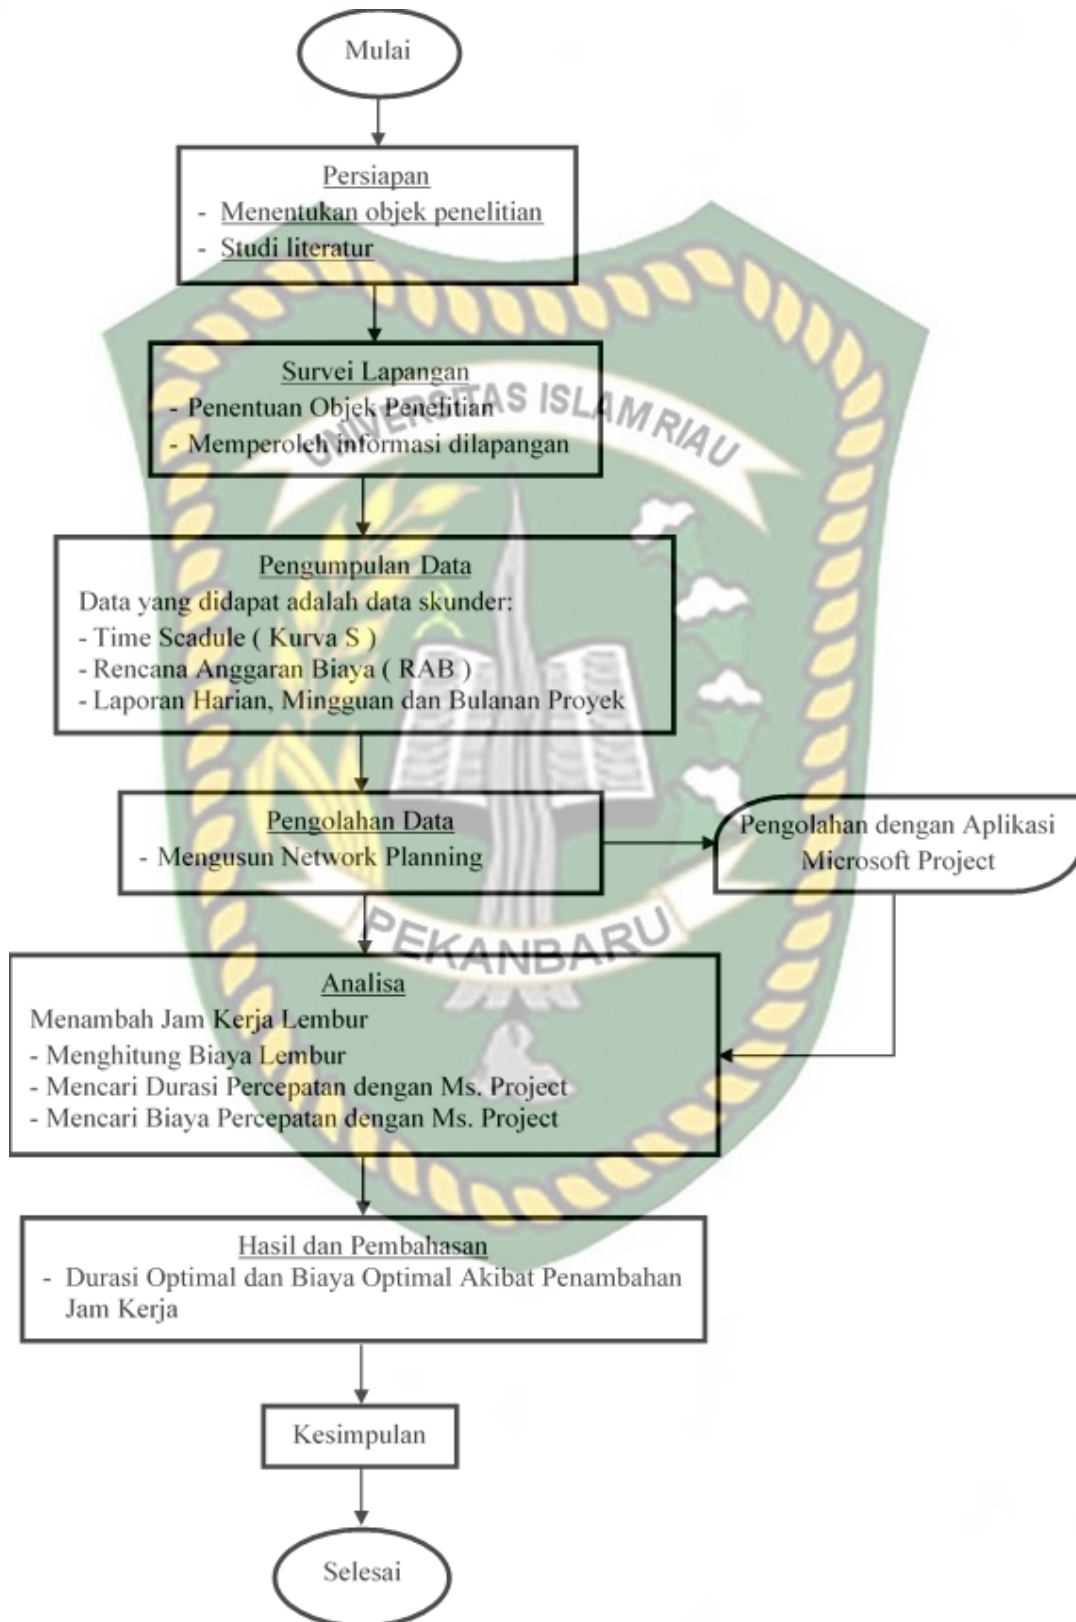 Mulai
Persiapan
- Menentukan objek penelitian
- Studi literatur
Survei Lapangan
- Penentuan Objek Penelitian
- Memperoleh informasi dilapangan
UNIVERSITAS ISLAM RIAU
Pengumpulan Data
Data yang didapat adalah data skunder:
- Time Scadule ( Kurva S )
- Rencana Anggaran Biaya ( RAB )
- Laporan Harian, Mingguan dan Bulanan Proyek
Pengolahan Data
- Mengusun Network Planning
Pengolahan dengan Aplikasi
Microsoft Project
PEKANBARU
Analisa
Menambah Jam Kerja Lembur
- Menghitung Biaya Lembur
- Mencari Durasi Percepatan dengan Ms. Project
- Mencari Biaya Percepatan dengan Ms. Project
Hasil dan Pembahasan
- Durasi Optimal dan Biaya Optimal Akibat Penambahan
Jam Kerja
Kesimpulan
Selesai